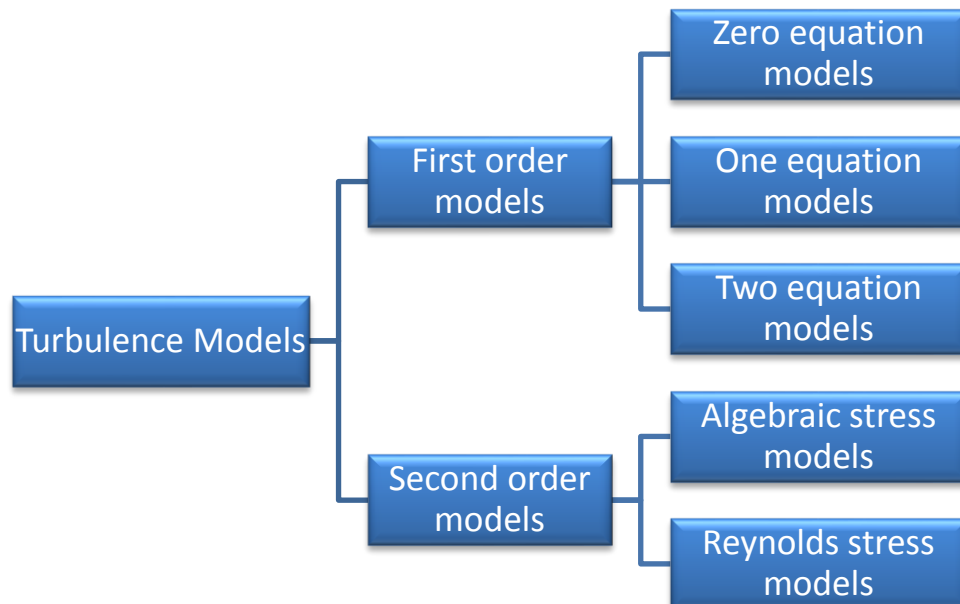 Zero equation
models
First order
models
One equation
models
Two equation
models
Turbulence Models
Algebraic stress
models
Second order
models
Reynolds stress
models